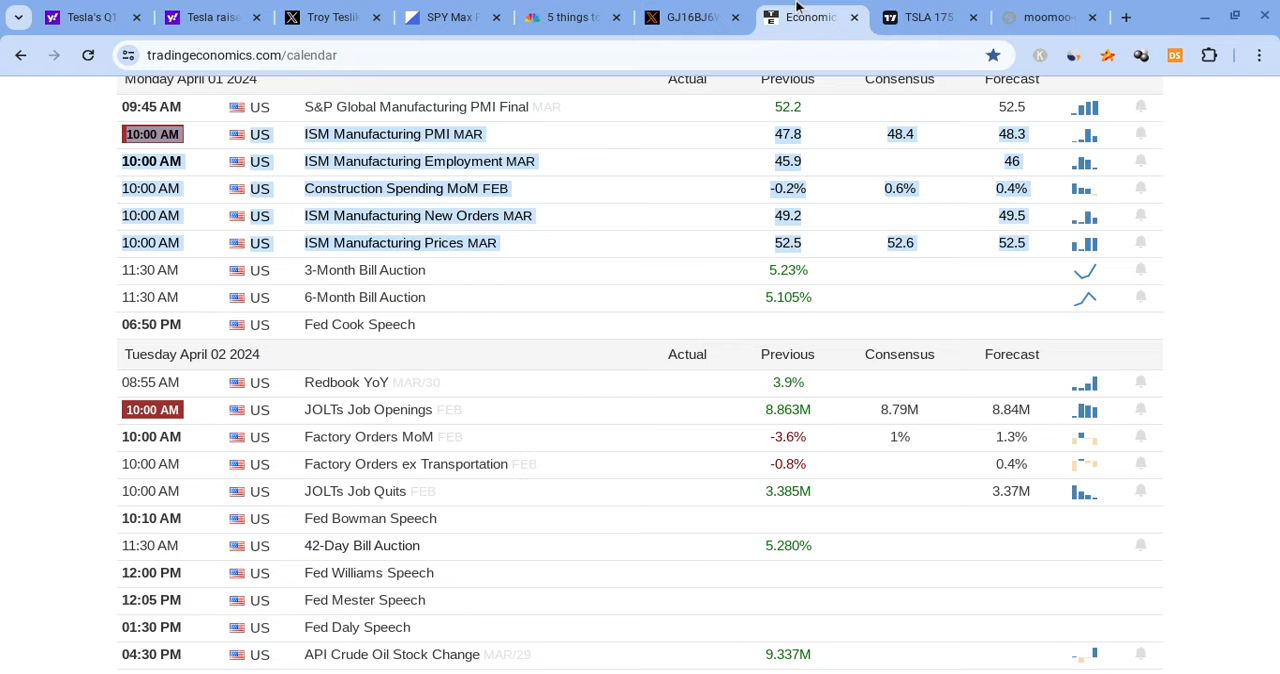 Tesla's Q1
Tesla rais
Troy Teslik
SPY Max
5 things to
GJ16BJ6
Economic
TSLA 175.
moomoo
tradingeconomics.com/calendar
K
DS
Monday April 01 2024 Actual Previous Consensus Forecast
09:45 AM US S&P Global Manufacturing PMI Final MAR 52.2 52.5
10:00 AM US ISM Manufacturing PMI MAR 47.8 48.4 48.3
10:00 AM US ISM Manufacturing Employment MAR 45.9 46
10:00 AM US Construction Spending MoM FEB -0.2% 0.6% 0.4%
10:00 AM US ISM Manufacturing New Orders MAR 49.2 49.5
10:00 AM US ISM Manufacturing Prices MAR 52.5 52.6 52.5
11:30 AM US 3-Month Bill Auction 5.23%
11:30 AM US 6-Month Bill Auction 5.105%
06:50 PM US Fed Cook Speech
Tuesday April 02 2024 Actual Previous Consensus Forecast
08:55 AM US Redbook YoY MAR/30 3.9%
10:00 AM US JOLTs Job Openings FEB 8.863M 8.79M 8.84M
10:00 AM US Factory Orders MoM FEB -3.6% 1% 1.3%
10:00 AM US Factory Orders ex Transportation FEB -0.8% 0.4%
10:00 AM US JOLTs Job Quits FEB 3.385M 3.37M
10:10 AM US Fed Bowman Speech
11:30 AM US 42-Day Bill Auction 5.280%
12:00 PM US Fed Williams Speech
12:05 PM US Fed Mester Speech
01:30 PM US Fed Daly Speech
04:30 PM US API Crude Oil Stock Change MAR/29 9.337M